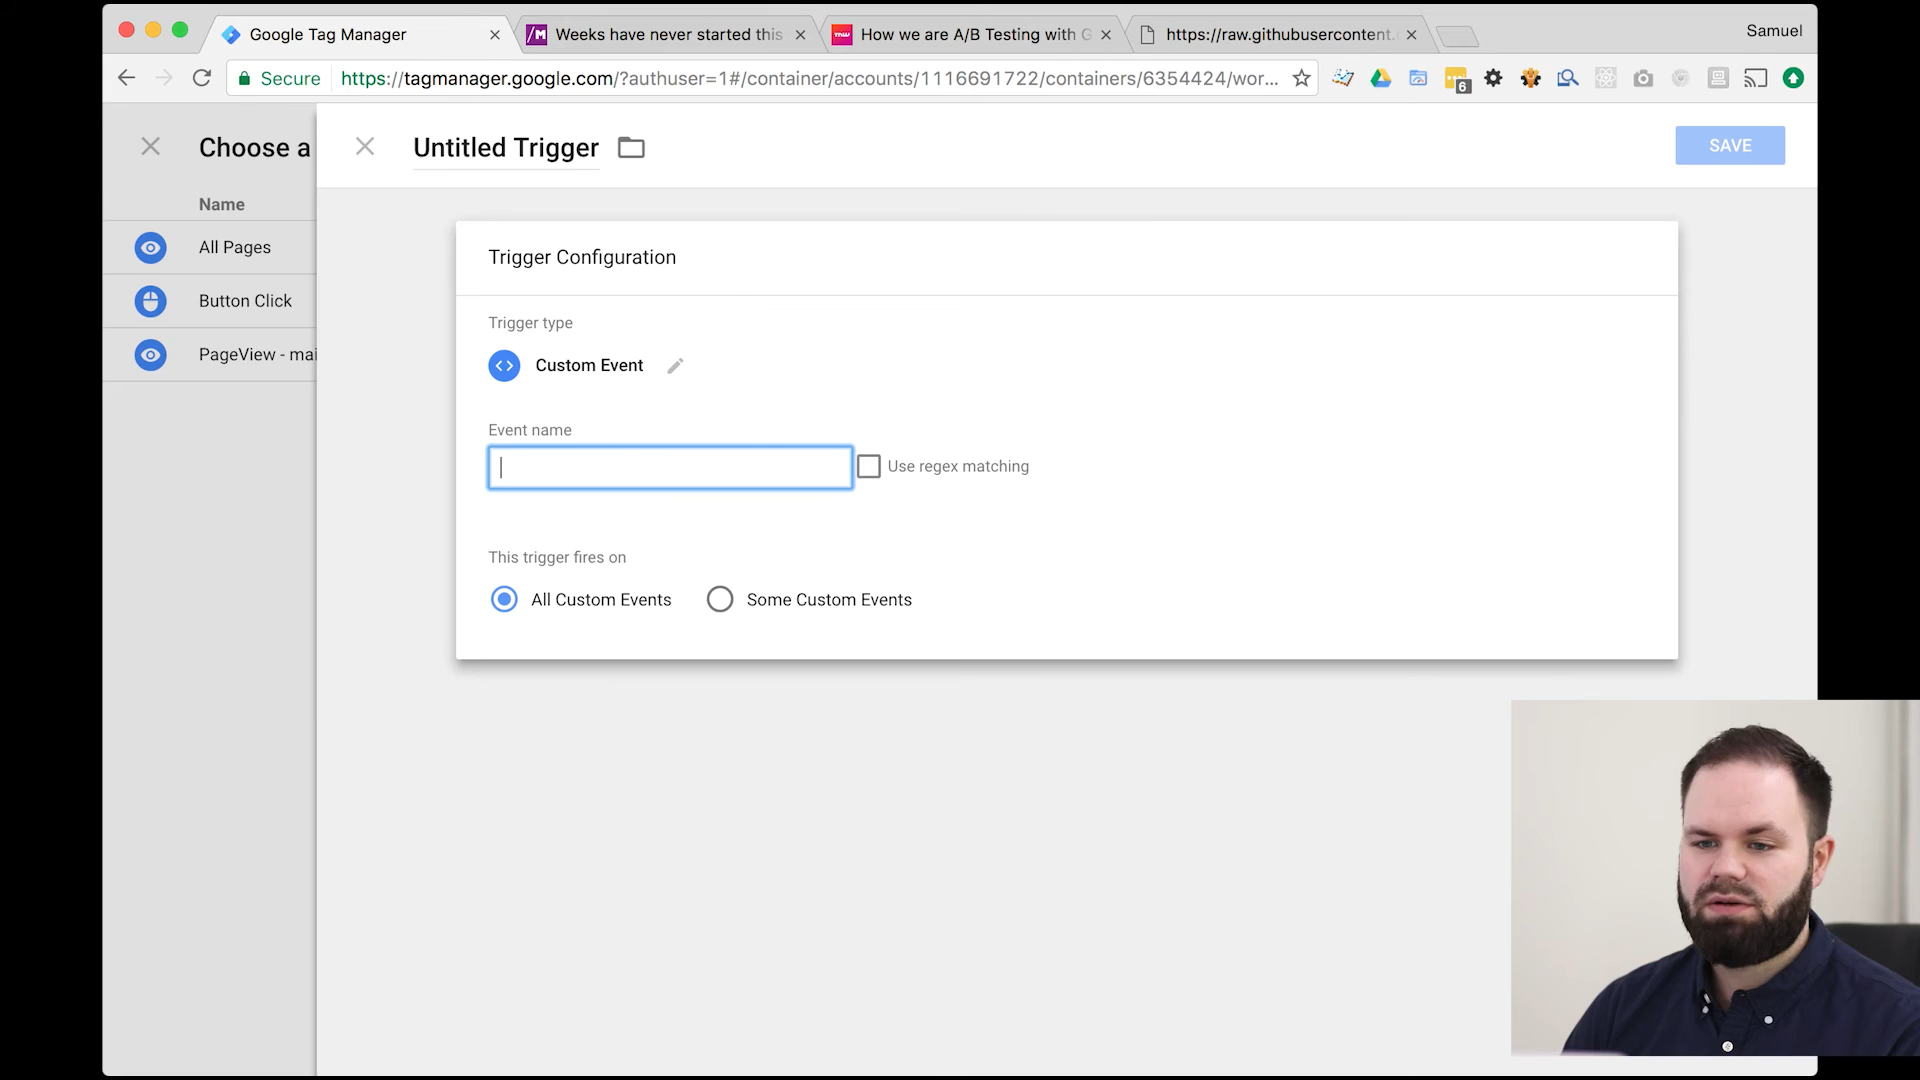 Google Tag Manager
/M
Weeks have never started this
TNW
How we are A/B Testing with G
https://raw.githubusercontent.
Samuel
Secure
https://tagmanager.google.com/?authuser=1#/container/accounts/1116691722/containers/6354424/wor...
6
Choose a
Untitled Trigger
SAVE
Name
All Pages
Button Click
PageView - mai
Trigger Configuration
Trigger type
Custom Event
Event name
Use regex matching
This trigger fires on
All Custom Events
Some Custom Events